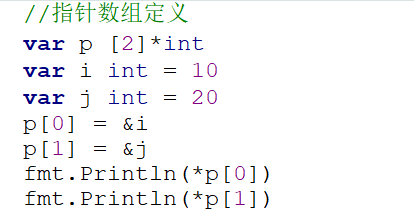 //指针数组定义
var p [2]*int
var i int = 10
var j int = 20
p[0] = &i
p[1] = &j
fmt.Println(*p[0])
fmt.Println(*p[1])